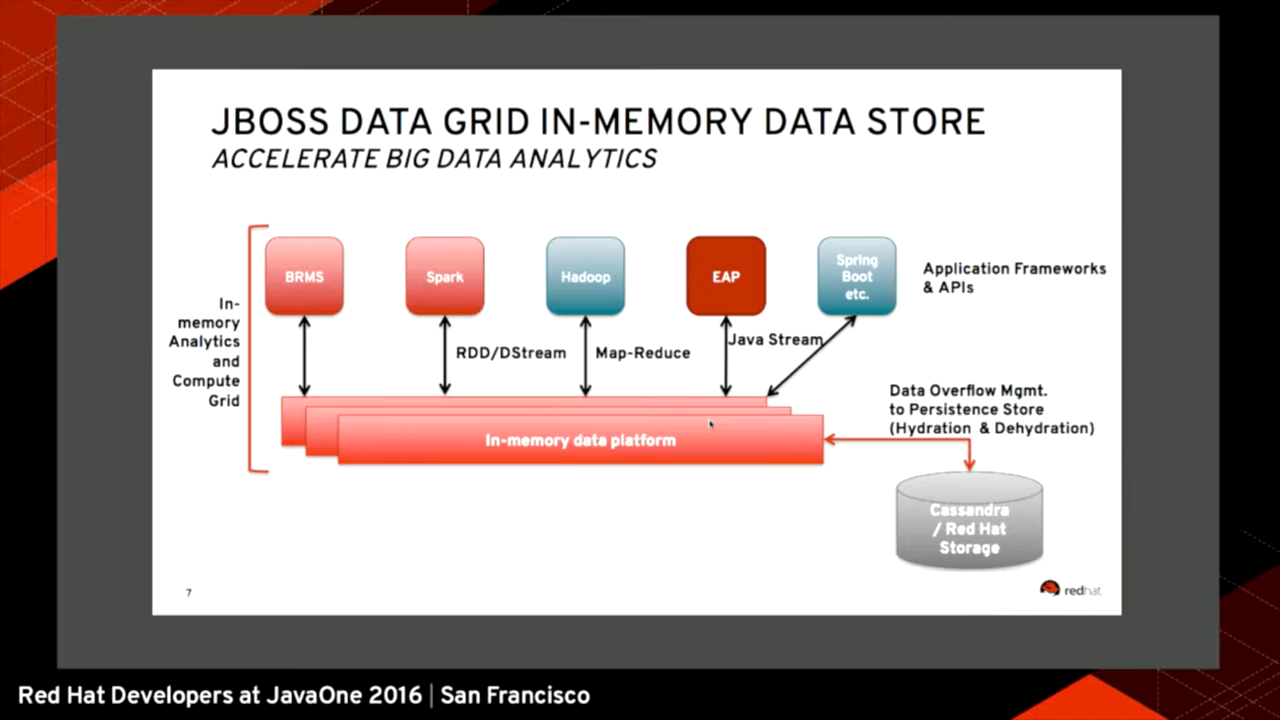 JBOSS DATA GRID IN-MEMORY DATA STORE
ACCELERATE BIG DATA ANALYTICS
BRMS
Spark
Hadoop
EAP
Spring
Boot
etc.
Application Frameworks
& APIs
In-
memory
Analytics
and
Compute
Grid
RDD/DStream
Map-Reduce
Java Stream
Data Overflow Mgmt.
to Persistence Store
(Hydration & Dehydration)
In-memory data platform
Cassandra
/ Red Hat
Storage
7
redhat.
Red Hat Developers at JavaOne 2016 | San Francisco